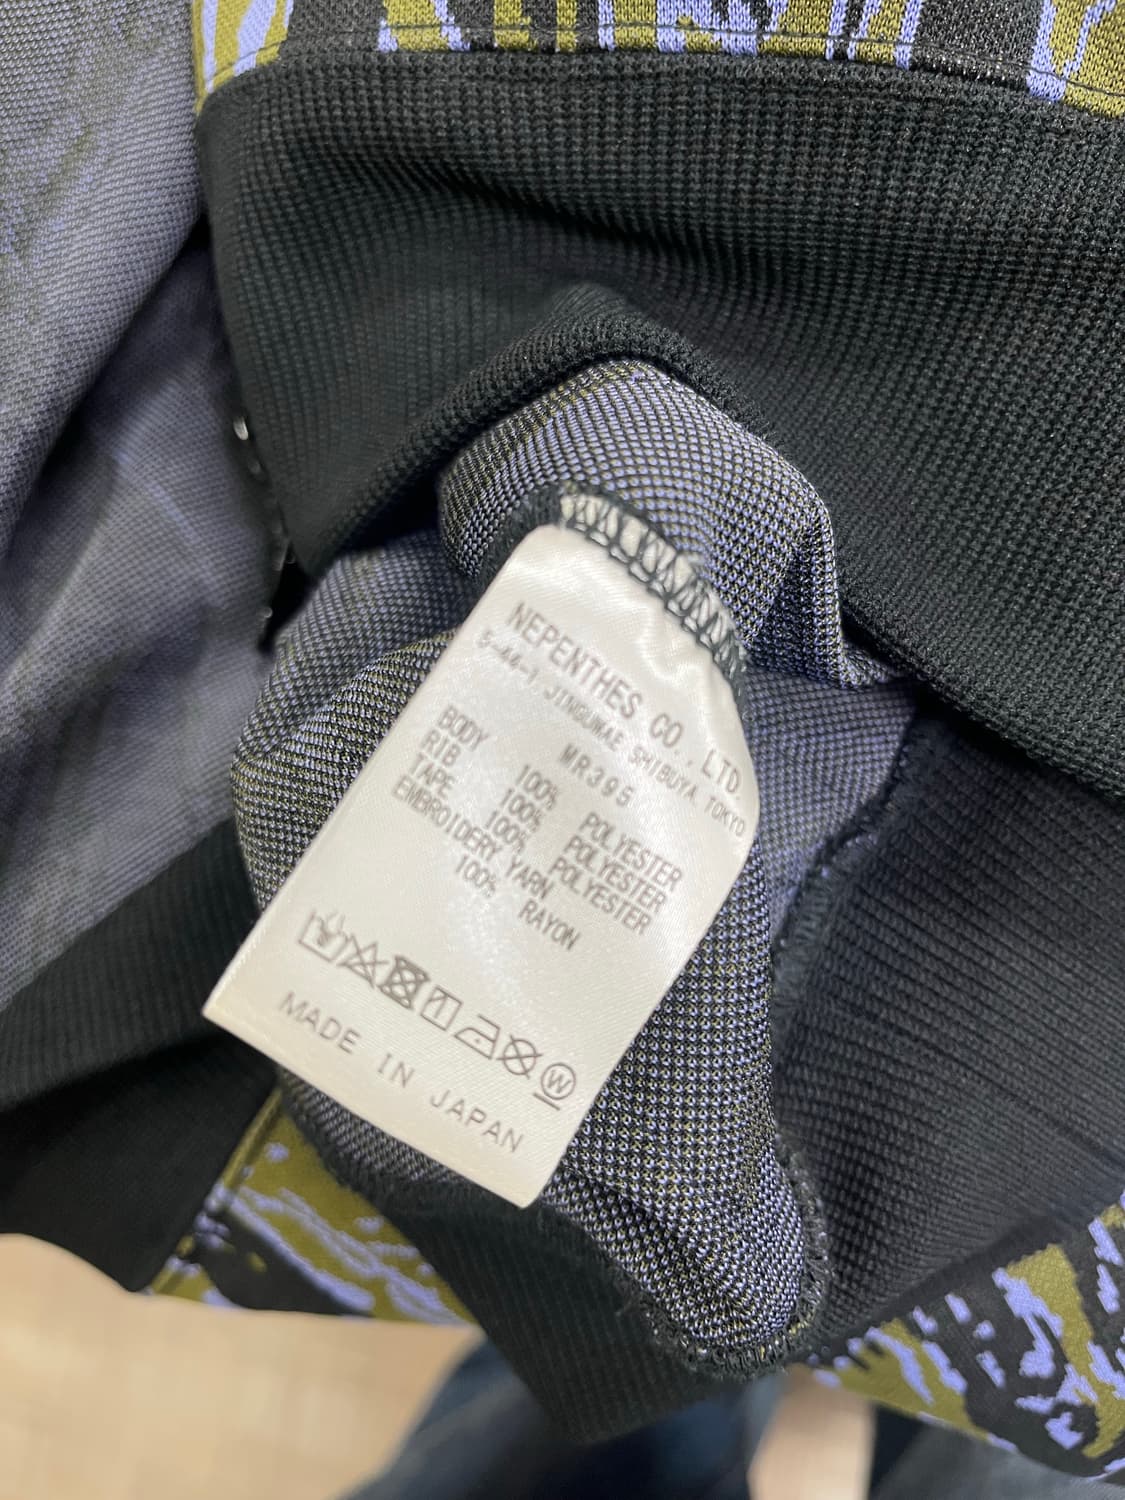 NEPENTHES CO., LTD.
5-44-1, JINGUMAE SHIBUYA TOKYO
MR395
BODY 100% POLYESTER
RIB 100% POLYESTER
TAPE 100% POLYESTER
EMBROIDERY YARN
100% RAYON
W
MADE IN JAPAN